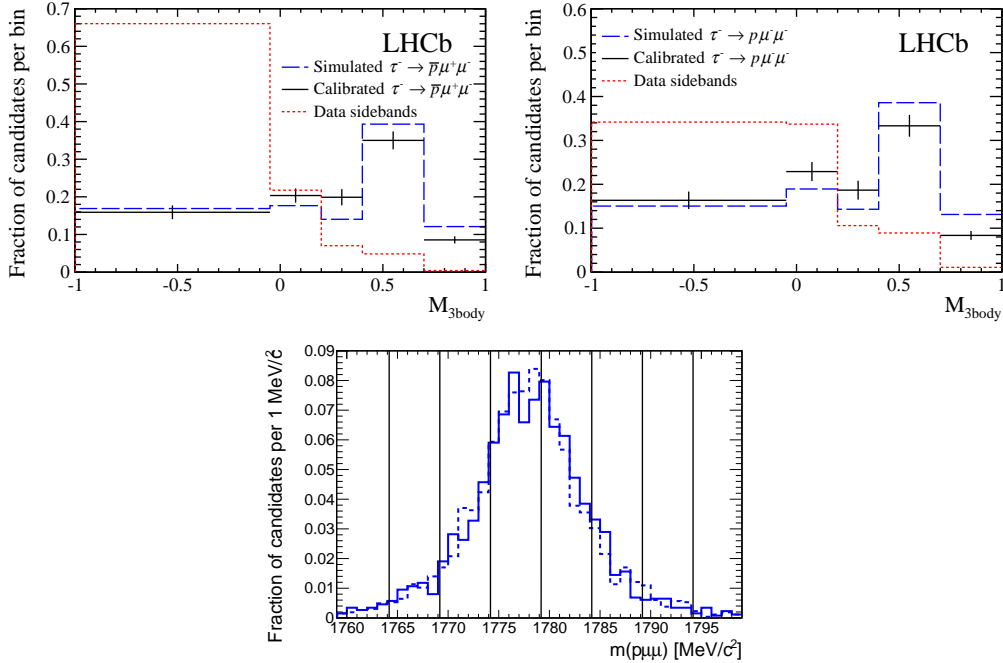 Fraction of candidates per bin
0.7
0.6
0.5
0.4
0.3
0.2
0.1
0
LHCb
Simulated τ⁻ → p̅μ⁺μ⁻
Calibrated τ⁻ → p̅μ⁺μ⁻
Data sidebands
-1 -0.5 0 0.5 1
M3body
Fraction of candidates per bin
0.6
0.5
0.4
0.3
0.2
0.1
0
LHCb
Simulated τ⁻ → pμ⁻μ⁻
Calibrated τ⁻ → pμ⁻μ⁻
Data sidebands
-1 -0.5 0 0.5 1
M3body
Fraction of candidates per 1 MeV/c
0.09
0.08
0.07
0.06
0.05
0.04
0.03
0.02
0.01
0
1760 1765 1770 1775 1780 1785 1790 1795
m(pμμ) [MeV/c²]